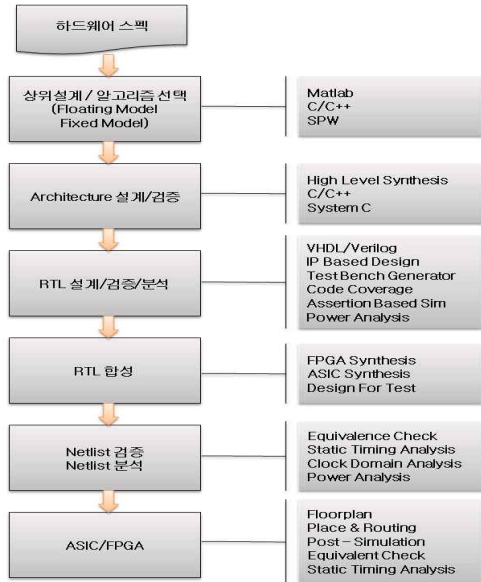 하드웨어 스펙
상위설계 / 알고리즘 선택
(Floating Model
Fixed Model)
Matlab
C/C++
SPW
Architecture 설계/검증
High Level Synthesis
C/C++
System C
RTL 설계/검증/분석
VHDL/Verilog
IP Based Design
Test Bench Generator
Code Coverage
Assertion Based Sim
Power Analysis
RTL 합성
FPGA Synthesis
ASIC Synthesis
Design For Test
Netlist 검증
Netlist 분석
Equivalence Check
Static Timing Analysis
Clock Domain Analysis
Power Analysis
ASIC/FPGA
Floorplan
Place & Routing
Post – Simulation
Equivalent Check
Static Timing Analysis